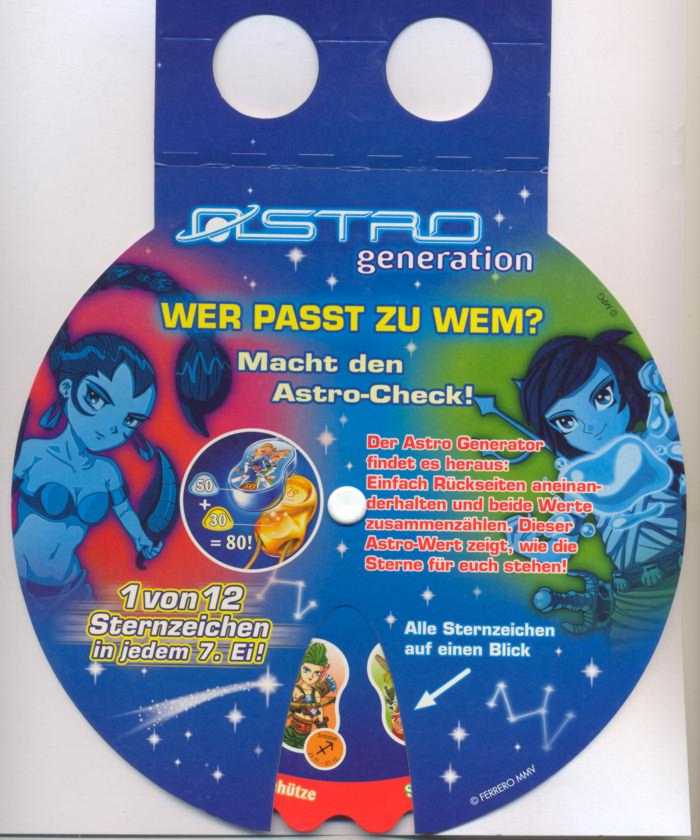 ASTRO
generation
WER PASST ZU WEM?
Macht den
Astro-Check!
Der Astro Generator
findet es heraus:
Einfach Rückseiten aneinan-
derhalten und beide Werte
zusammenzählen. Dieser
Astro-Wert zeigt, wie die
Sterne für euch stehen!
50
+
30
= 80!
1 von 12
Sternzeichen
in jedem 7. Ei!
Alle Sternzeichen
auf einen Blick
hütze
S
© FERRERO MMV